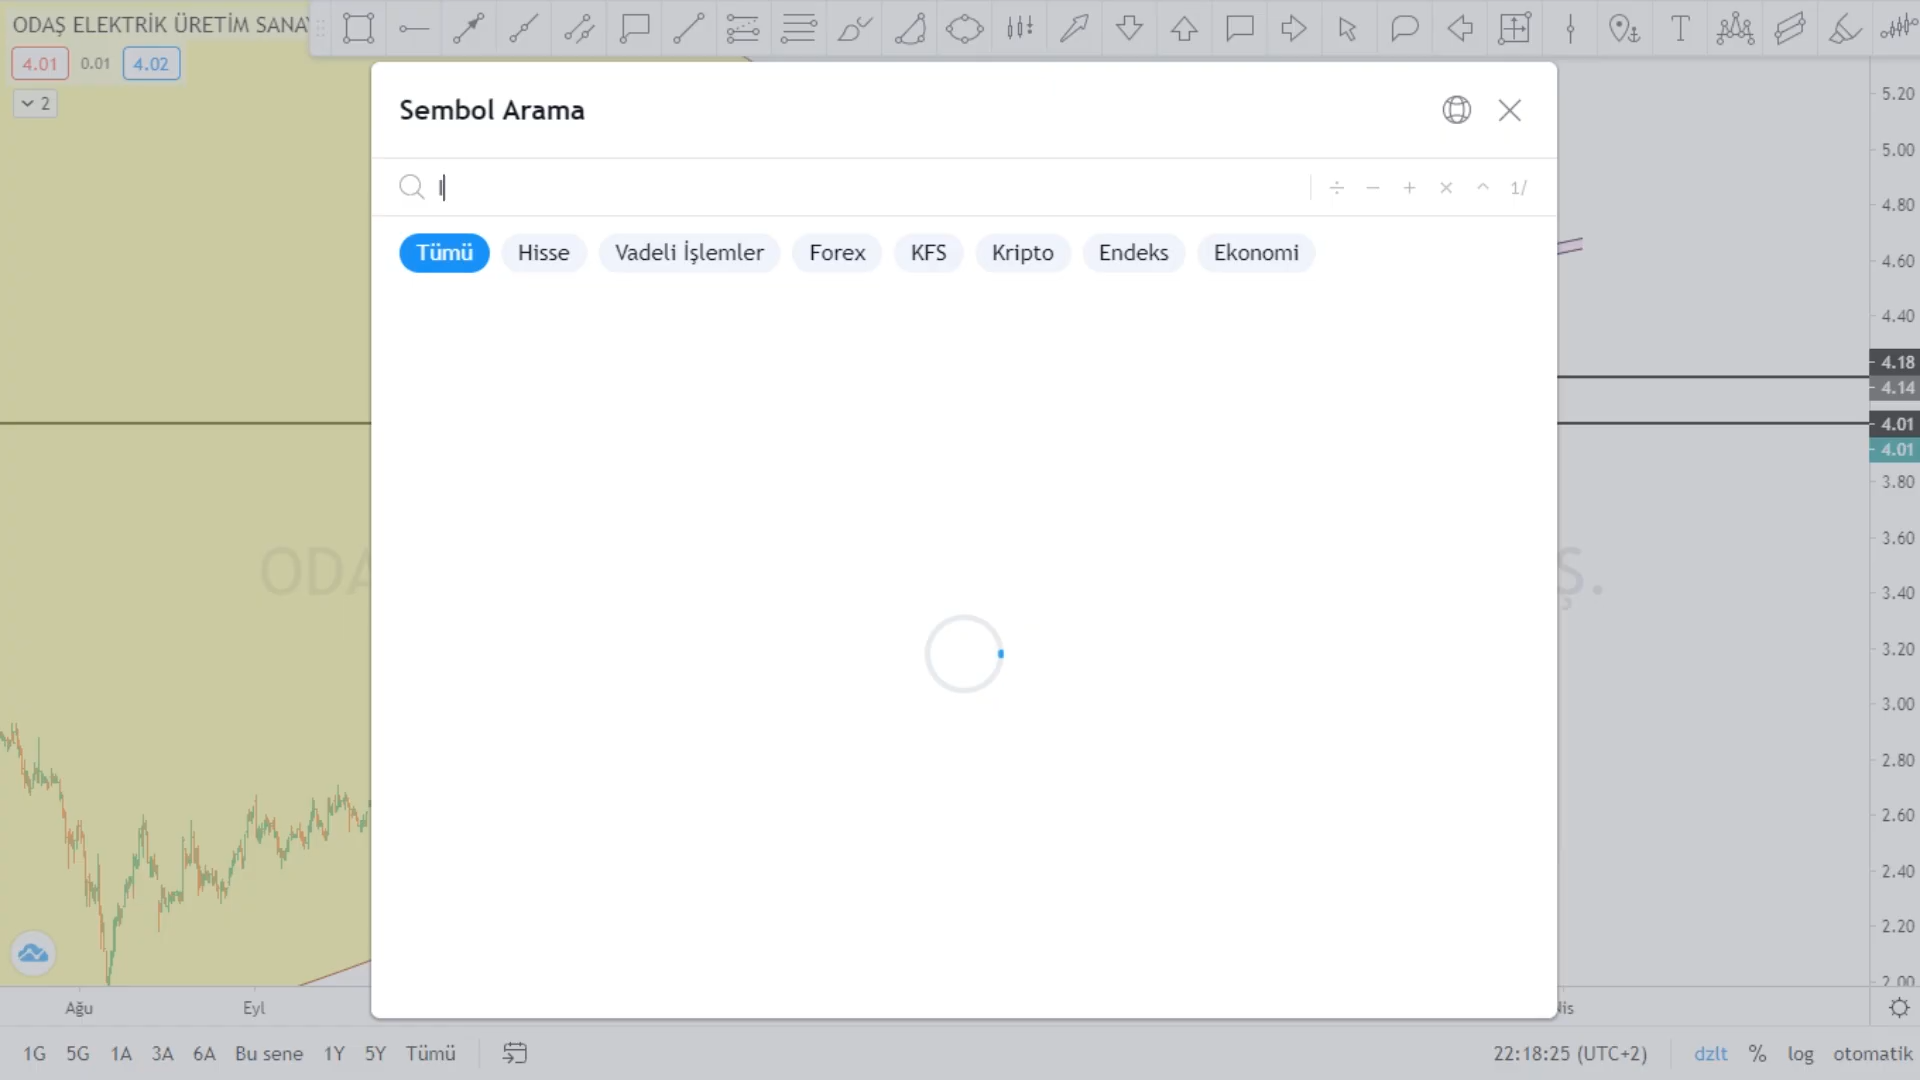 ODAŞ ELEKTRİK ÜRETİM SANAY
4.01 0.01 4.02
2
Sembol Arama
1/
Tümü Hisse Vadeli İşlemler Forex KFS Kripto Endeks Ekonomi
5.20
5.00
4.80
4.60
4.40
4.18
4.14
4.01
4.01
3.80
3.60
3.40
3.20
3.00
2.80
2.60
2.40
2.20
2.00
ODA Ş.
Ağu Eyl
1G 5G 1A 3A 6A Bu sene 1Y 5Y Tümü
22:18:25 (UTC+2) dzlt % log otomatik